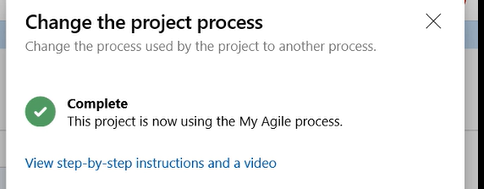 Change the project process
Change the process used by the project to another process.
Complete
This project is now using the My Agile process.
View step-by-step instructions and a video